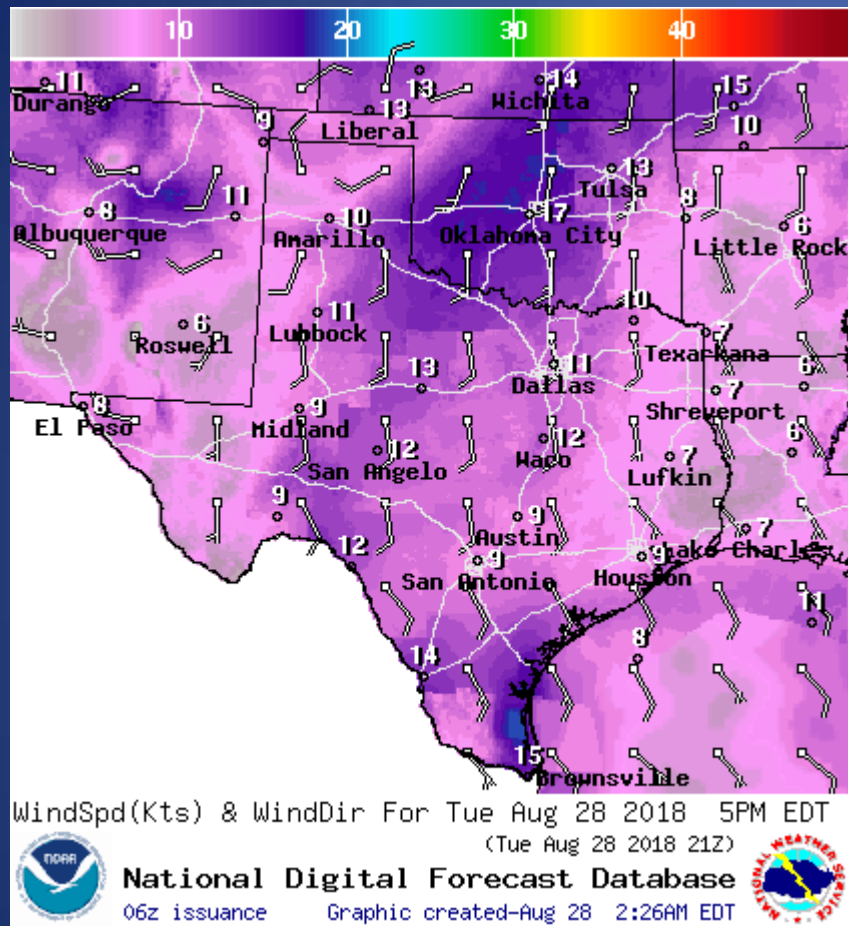 10 20 30 40
11 13 14 15
Durango Wichita
13
Liberal
9 10
13
Tulsa
8 11 10 17 8 6
Albuquerque Amarillo Oklahoma City Little Rock
6 11 10 7
Roswell Lubbock Texarkana
13 11 6
Dallas
8 9 7
El Paso Midland Shreveport
12 12 7 6
San Angelo Waco Lufkin
9 9 7
Austin Lake Charl
12 9 9
San Antonio Houston
11
14 8
15
Brownsville
WindSpd(Kts) & WindDir For Tue Aug 28 2018 5PM EDT
(Tue Aug 28 2018 21Z)
NOAA
National Digital Forecast Database
06z issuance Graphic created-Aug 28 2:26AM EDT
NATIONAL WEATHER SERVICE